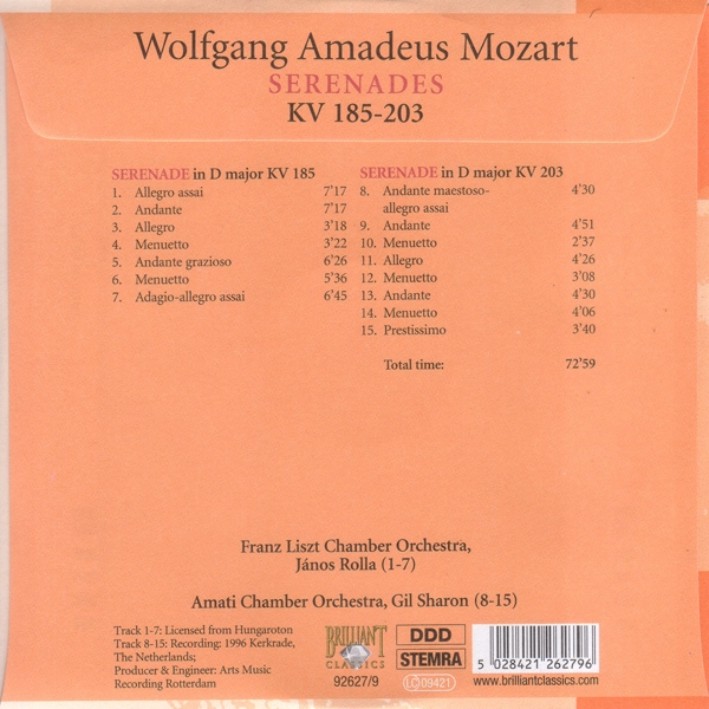 Wolfgang Amadeus Mozart
SERENADES
KV 185-203
SERENADE in D major KV 185
1. Allegro assai 7'17
2. Andante 7'17
3. Allegro 3'18
4. Menuetto 3'22
5. Andante grazioso 6'26
6. Menuetto 5'36
7. Adagio-allegro assai 6'45
SERENADE in D major KV 203
8. Andante maestoso- 4'30
allegro assai
9. Andante 4'51
10. Menuetto 2'37
11. Allegro 4'26
12. Menuetto 3'08
13. Andante 4'30
14. Menuetto 4'06
15. Prestissimo 3'40
Total time: 72'59
Franz Liszt Chamber Orchestra,
János Rolla (1-7)
Amati Chamber Orchestra, Gil Sharon (8-15)
Track 1-7: Licensed from Hungaroton
Track 8-15: Recording: 1996 Kerkrade,
The Netherlands;
Producer & Engineer: Arts Music
Recording Rotterdam
BRILLIANT
CLASSICS
92627/9
DDD
STEMRA
LC 09421
5 028421 262796
www.brilliantclassics.com